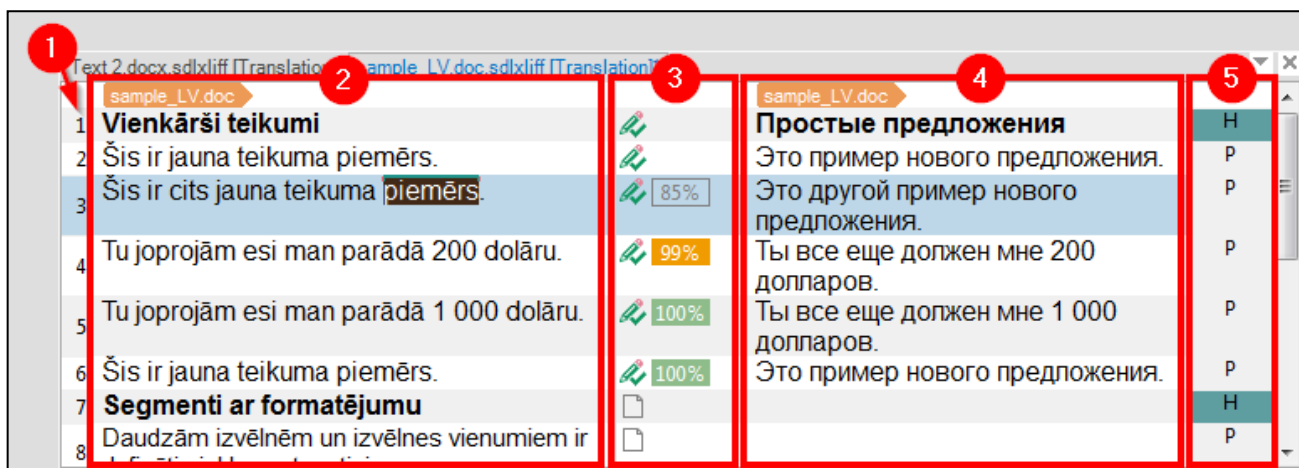 1
Text 2.docx.sdlxliff [Translation sample_LV.doc.sdlxliff [Translation]*
2 3 4 5
sample_LV.doc sample_LV.doc
1 Vienkārši teikumi Простые предложения H
2 Šis ir jauna teikuma piemērs. Это пример нового предложения. P
3 Šis ir cits jauna teikuma piemērs. 85% Это другой пример нового P
предложения.
4 Tu joprojām esi man parādā 200 dolāru. 99% Ты все еще должен мне 200 P
долларов.
5 Tu joprojām esi man parādā 1 000 dolāru. 100% Ты все еще должен мне 1 000 P
долларов.
6 Šis ir jauna teikuma piemērs. 100% Это пример нового предложения. P
7 Segmenti ar formatējumu H
8 Daudzām izvēlnēm un izvēlnes vienumiem ir P